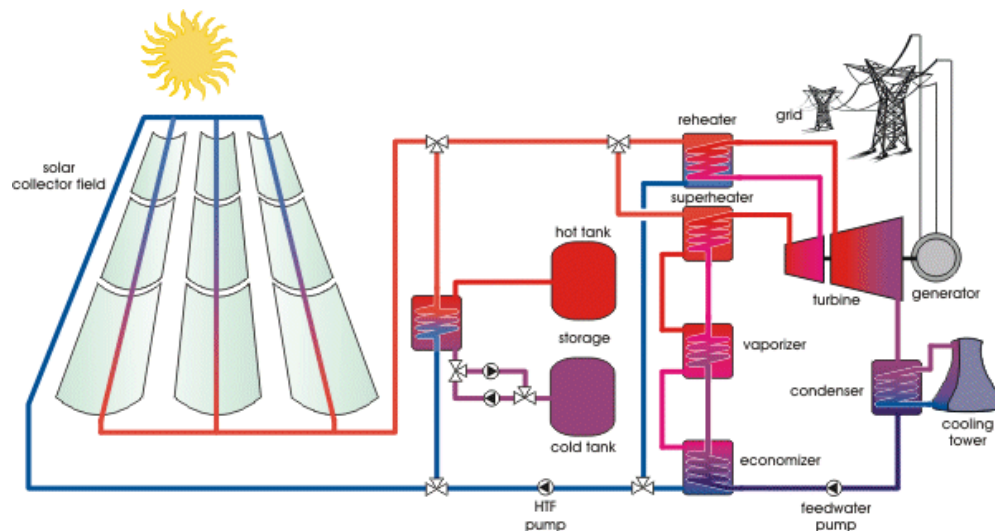 reheater
grid
solar
collector field
superheater
hot tank
turbine
generator
storage
vaporizer
condenser
cooling
tower
cold tank
economizer
HTF
pump
feedwater
pump